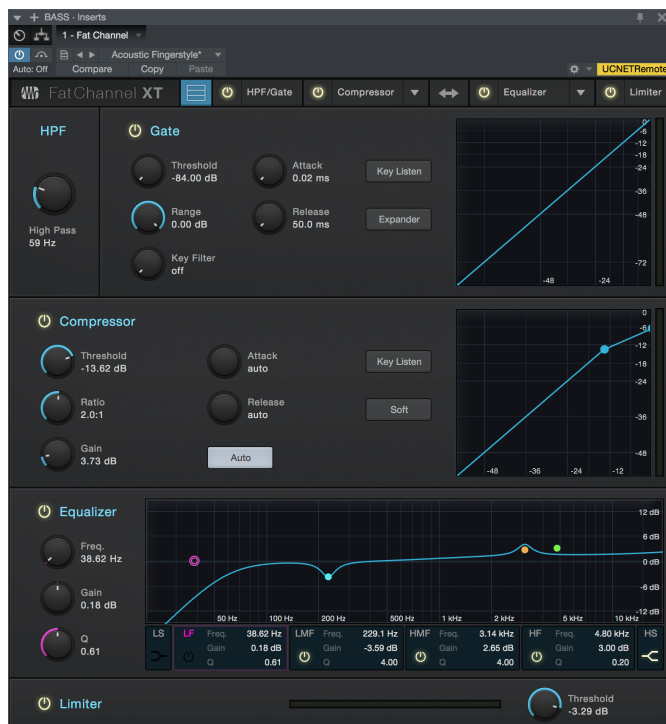 BASS · Inserts
1 - Fat Channel
Acoustic Fingerstyle*
Auto: Off Compare Copy Paste UCNETRemote
FatChannel XT HPF/Gate Compressor Equalizer Limiter
HPF
High Pass
59 Hz
Gate
Threshold
-84.00 dB
Attack
0.02 ms
Key Listen
Range
0.00 dB
Release
50.0 ms
Expander
Key Filter
off
0
-6
-12
-18
-24
-36
-48
-72
-48 -24
Compressor
Threshold
-13.62 dB
Attack
auto
Key Listen
Ratio
2.0:1
Release
auto
Soft
Gain
3.73 dB
Auto
0
-6
-12
-18
-24
-36
-48
-48 -36 -24 -12
Equalizer
Freq.
38.62 Hz
Gain
0.18 dB
Q
0.61
12 dB
6 dB
0 dB
-6 dB
-12 dB
50 Hz 100 Hz 200 Hz 500 Hz 1 kHz 2 kHz 5 kHz 10 kHz
LS LF Freq. 38.62 Hz LMF Freq. 229.1 Hz HMF Freq. 3.14 kHz HF Freq. 4.80 kHz HS
Gain 0.18 dB Gain -3.59 dB Gain 2.65 dB Gain 3.00 dB
Q 0.61 Q 4.00 Q 4.00 Q 0.20
Limiter
Threshold
-3.29 dB